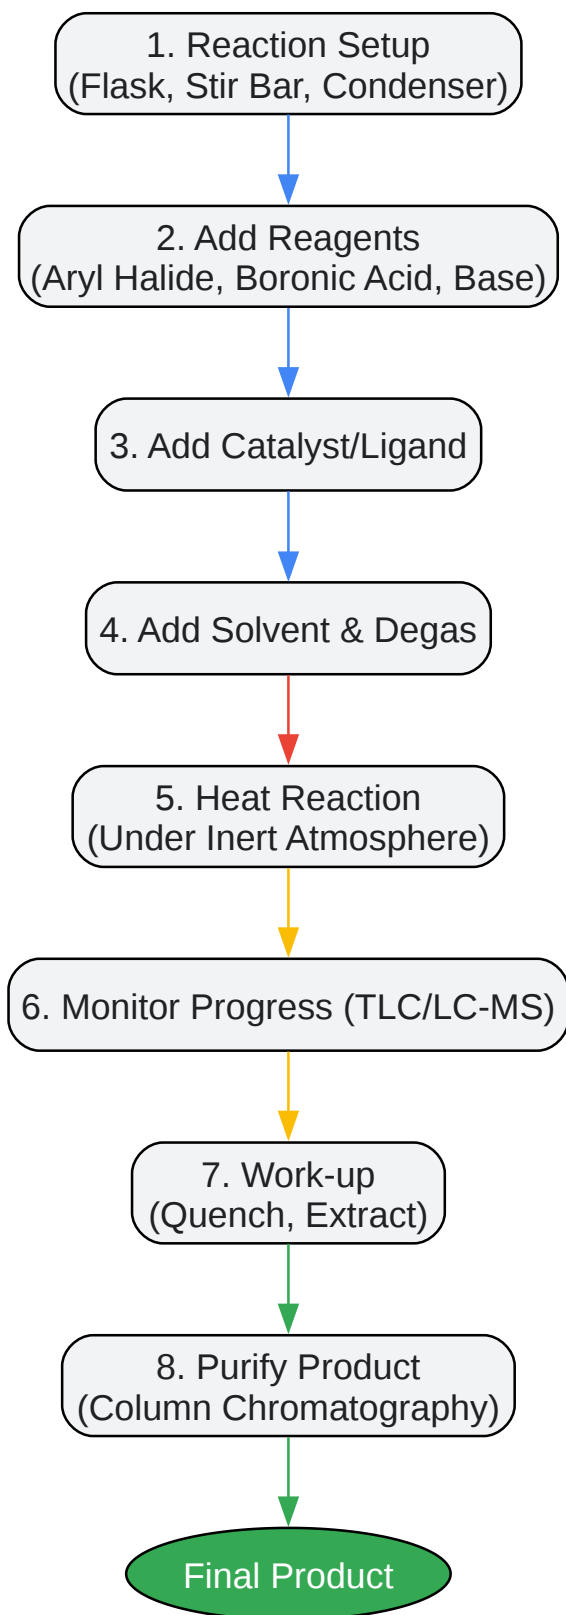 1. Reaction Setup
(Flask, Stir Bar, Condenser)
2. Add Reagents
(Aryl Halide, Boronic Acid, Base)
3. Add Catalyst/Ligand
4. Add Solvent & Degas
5. Heat Reaction
(Under Inert Atmosphere)
6. Monitor Progress (TLC/LC-MS)
7. Work-up
(Quench, Extract)
8. Purify Product
(Column Chromatography)
Final Product